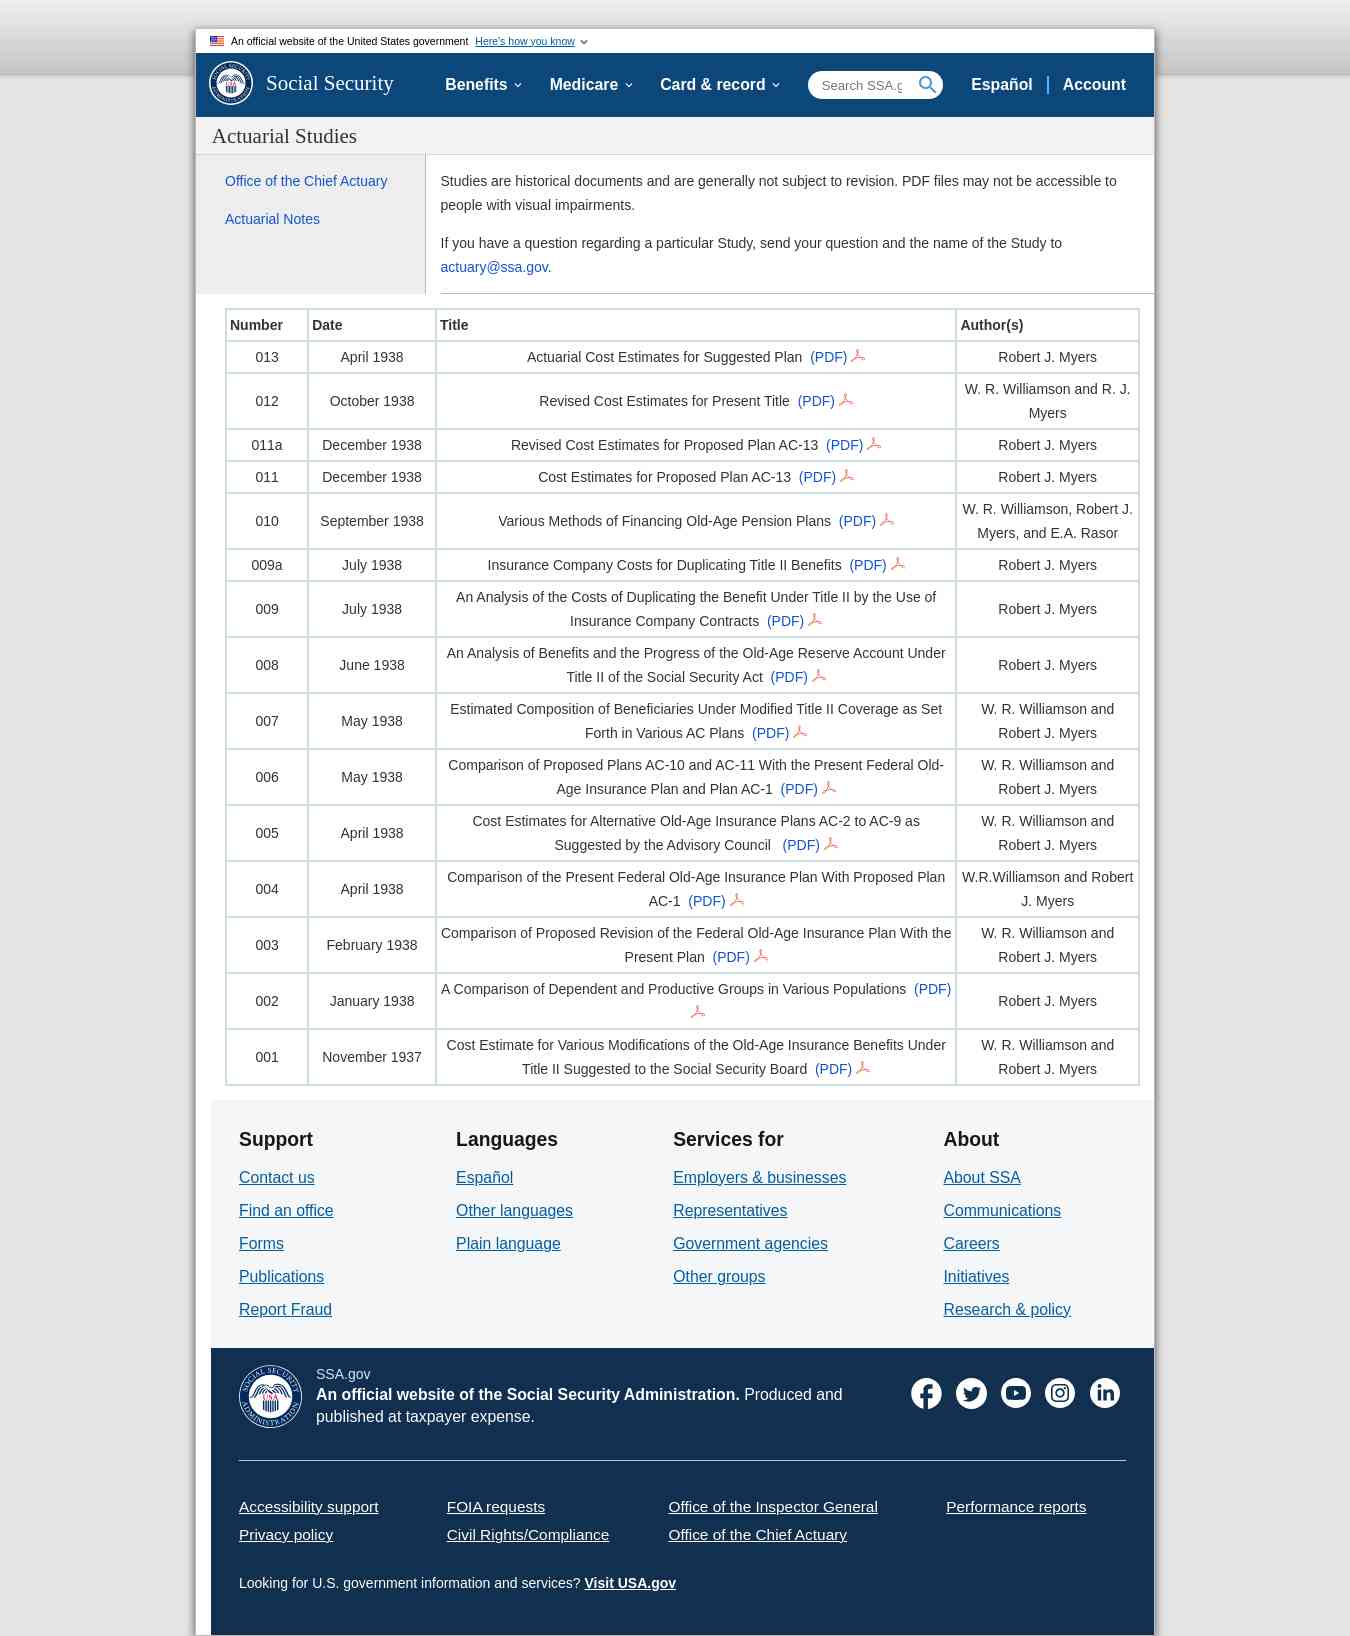 An official website of the United States government Here's how you know
Social Security
Benefits Medicare Card & record Search SSA.g Español Account
Actuarial Studies
Office of the Chief Actuary
Actuarial Notes
Studies are historical documents and are generally not subject to revision. PDF files may not be accessible to
people with visual impairments.
If you have a question regarding a particular Study, send your question and the name of the Study to
actuary@ssa.gov.
Number Date Title Author(s)
013 April 1938 Actuarial Cost Estimates for Suggested Plan (PDF) Robert J. Myers
012 October 1938 Revised Cost Estimates for Present Title (PDF) W. R. Williamson and R. J.
Myers
011a December 1938 Revised Cost Estimates for Proposed Plan AC-13 (PDF) Robert J. Myers
011 December 1938 Cost Estimates for Proposed Plan AC-13 (PDF) Robert J. Myers
010 September 1938 Various Methods of Financing Old-Age Pension Plans (PDF) W. R. Williamson, Robert J.
Myers, and E.A. Rasor
009a July 1938 Insurance Company Costs for Duplicating Title II Benefits (PDF) Robert J. Myers
009 July 1938 An Analysis of the Costs of Duplicating the Benefit Under Title II by the Use of
Insurance Company Contracts (PDF) Robert J. Myers
008 June 1938 An Analysis of Benefits and the Progress of the Old-Age Reserve Account Under
Title II of the Social Security Act (PDF) Robert J. Myers
007 May 1938 Estimated Composition of Beneficiaries Under Modified Title II Coverage as Set
Forth in Various AC Plans (PDF) W. R. Williamson and
Robert J. Myers
006 May 1938 Comparison of Proposed Plans AC-10 and AC-11 With the Present Federal Old-
Age Insurance Plan and Plan AC-1 (PDF) W. R. Williamson and
Robert J. Myers
005 April 1938 Cost Estimates for Alternative Old-Age Insurance Plans AC-2 to AC-9 as
Suggested by the Advisory Council (PDF) W. R. Williamson and
Robert J. Myers
004 April 1938 Comparison of the Present Federal Old-Age Insurance Plan With Proposed Plan
AC-1 (PDF) W.R.Williamson and Robert
J. Myers
003 February 1938 Comparison of Proposed Revision of the Federal Old-Age Insurance Plan With the
Present Plan (PDF) W. R. Williamson and
Robert J. Myers
002 January 1938 A Comparison of Dependent and Productive Groups in Various Populations (PDF)
Robert J. Myers
001 November 1937 Cost Estimate for Various Modifications of the Old-Age Insurance Benefits Under
Title II Suggested to the Social Security Board (PDF) W. R. Williamson and
Robert J. Myers
Support
Contact us
Find an office
Forms
Publications
Report Fraud
Languages
Español
Other languages
Plain language
Services for
Employers & businesses
Representatives
Government agencies
Other groups
About
About SSA
Communications
Careers
Initiatives
Research & policy
SOCIAL SECURITY
USA
ADMINISTRATION
SSA.gov
An official website of the Social Security Administration. Produced and
published at taxpayer expense.
Accessibility support FOIA requests Office of the Inspector General Performance reports
Privacy policy Civil Rights/Compliance Office of the Chief Actuary
Looking for U.S. government information and services? Visit USA.gov